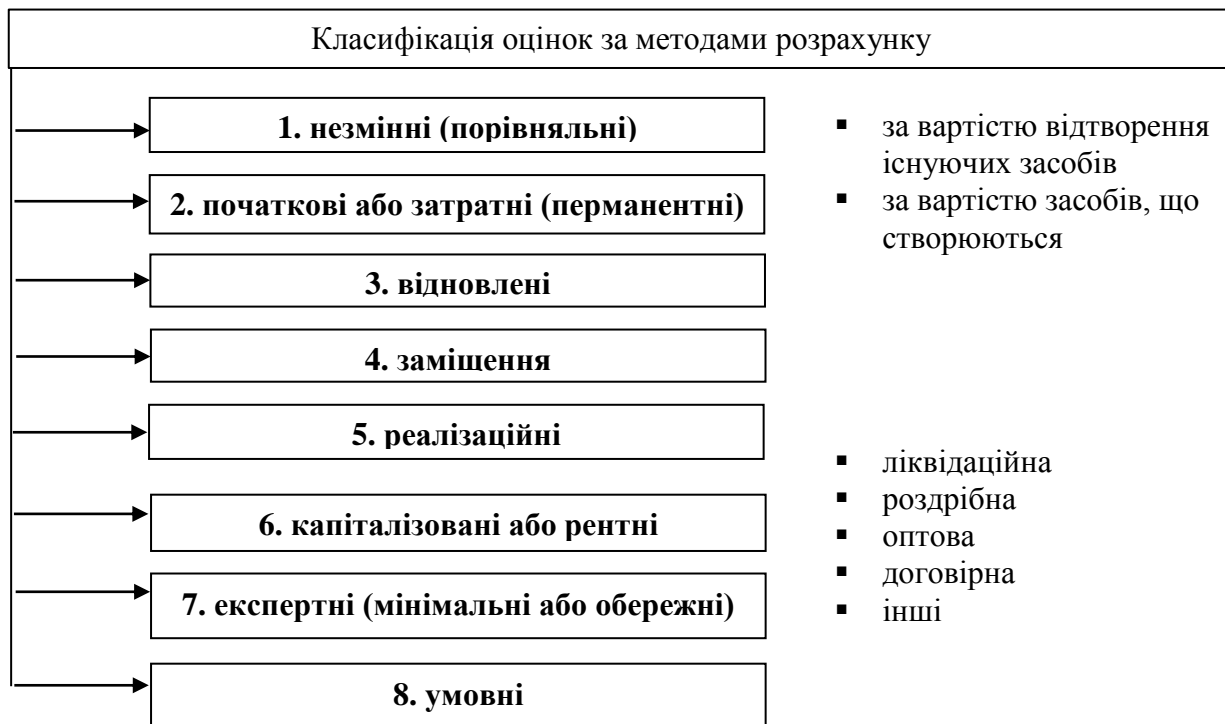 Класифікація оцінок за методами розрахунку
1. незмінні (порівняльні)
2. початкові або затратні (перманентні)
3. відновлені
4. заміщення
5. реалізаційні
6. капіталізовані або рентні
7. експертні (мінімальні або обережні)
8. умовні
▪ за вартістю відтворення
існуючих засобів
▪ за вартістю засобів, що
створюються
▪ ліквідаційна
▪ роздрібна
▪ оптова
▪ договірна
▪ інші